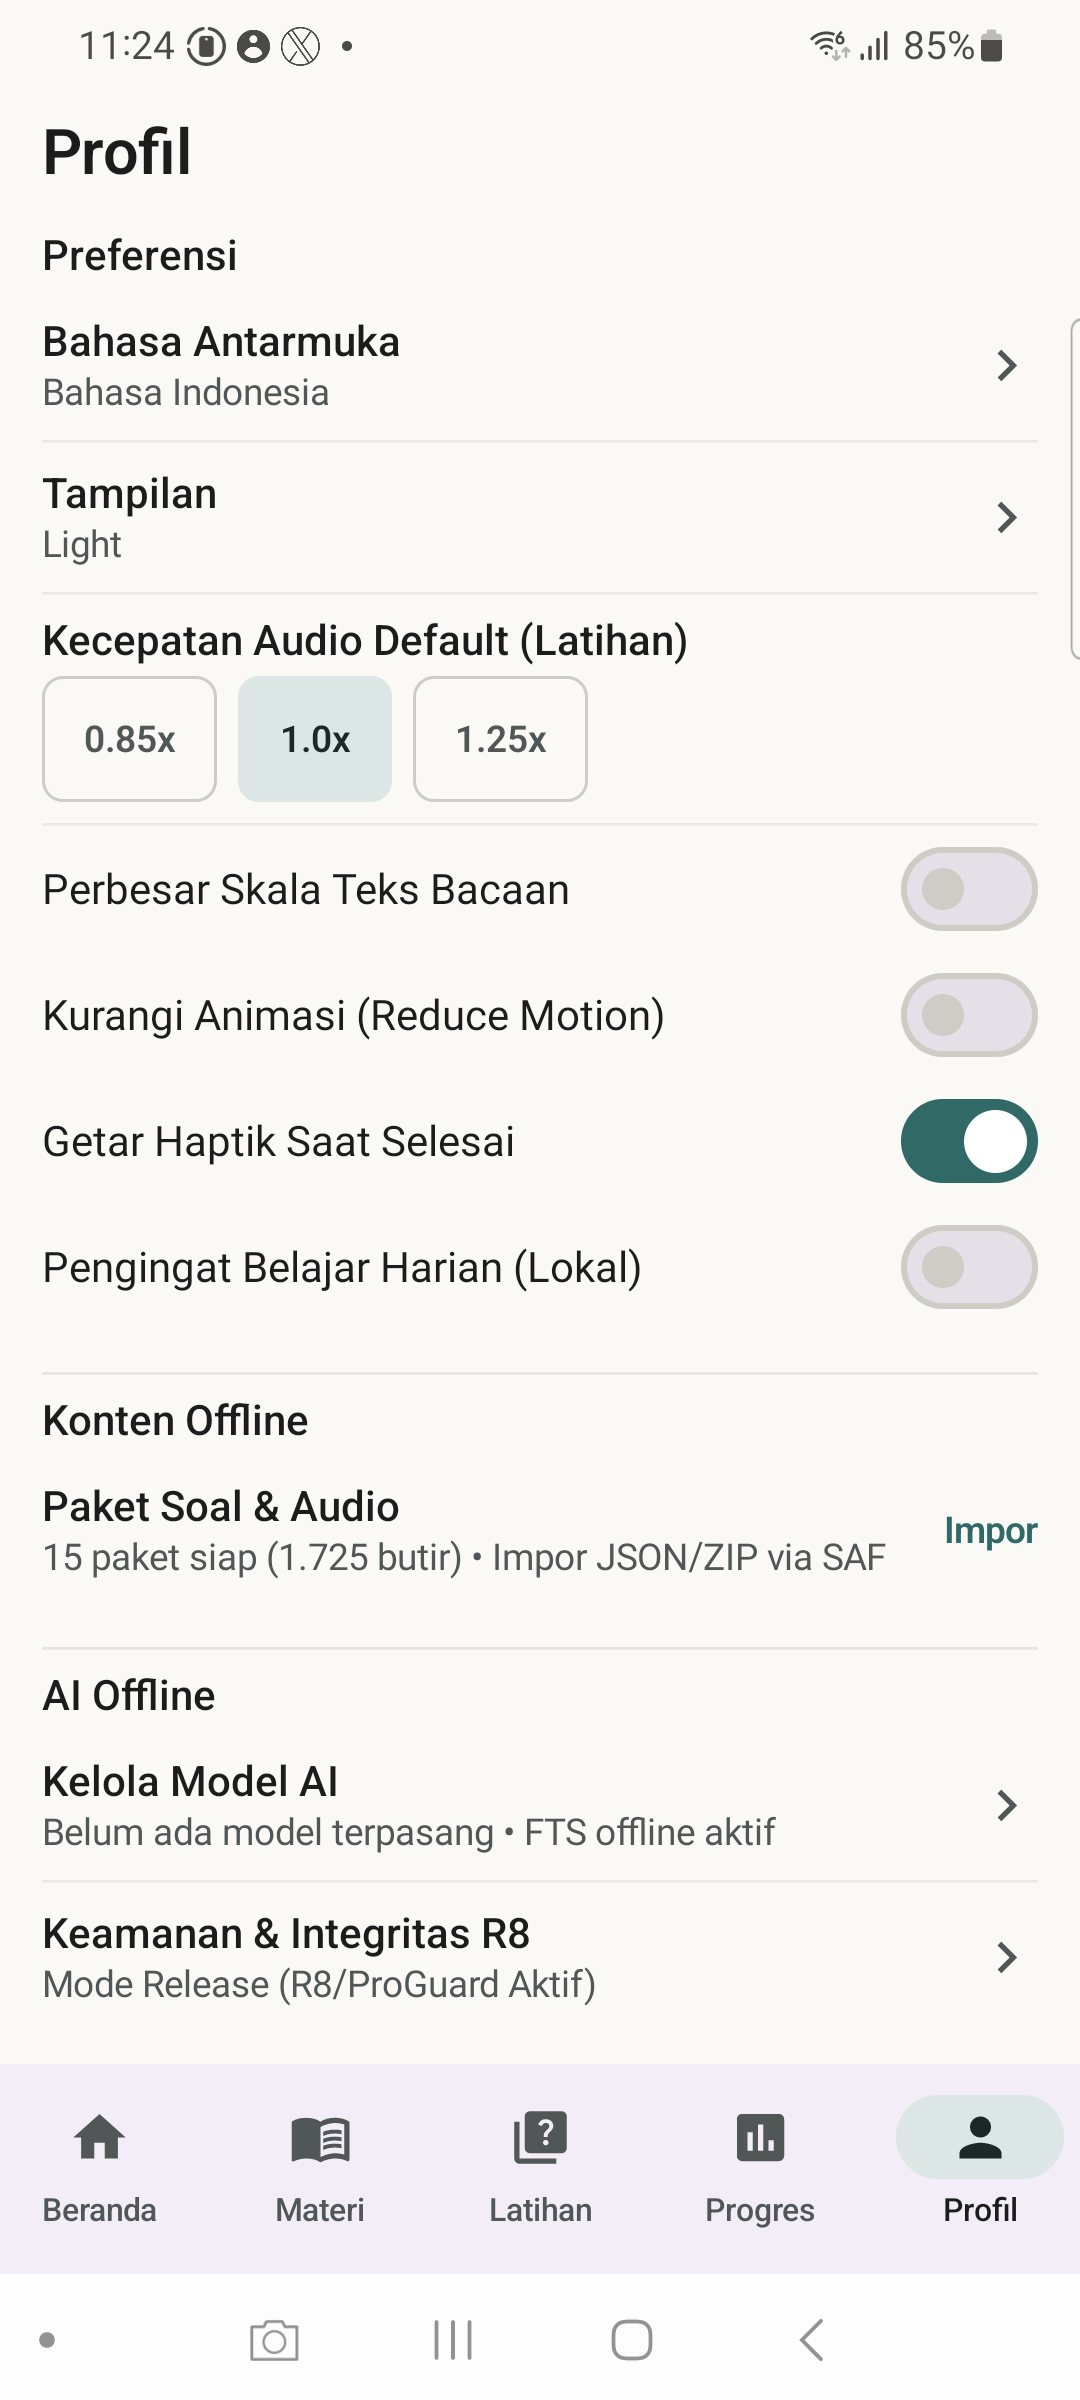 11:24
85%
Profil
Preferensi
Bahasa Antarmuka
Bahasa Indonesia
Tampilan
Light
Kecepatan Audio Default (Latihan)
0.85x 1.0x 1.25x
Perbesar Skala Teks Bacaan
Kurangi Animasi (Reduce Motion)
Getar Haptik Saat Selesai
Pengingat Belajar Harian (Lokal)
Konten Offline
Paket Soal & Audio
15 paket siap (1.725 butir) • Impor JSON/ZIP via SAF
Impor
AI Offline
Kelola Model AI
Belum ada model terpasang • FTS offline aktif
Keamanan & Integritas R8
Mode Release (R8/ProGuard Aktif)
Beranda Materi Latihan Progres Profil